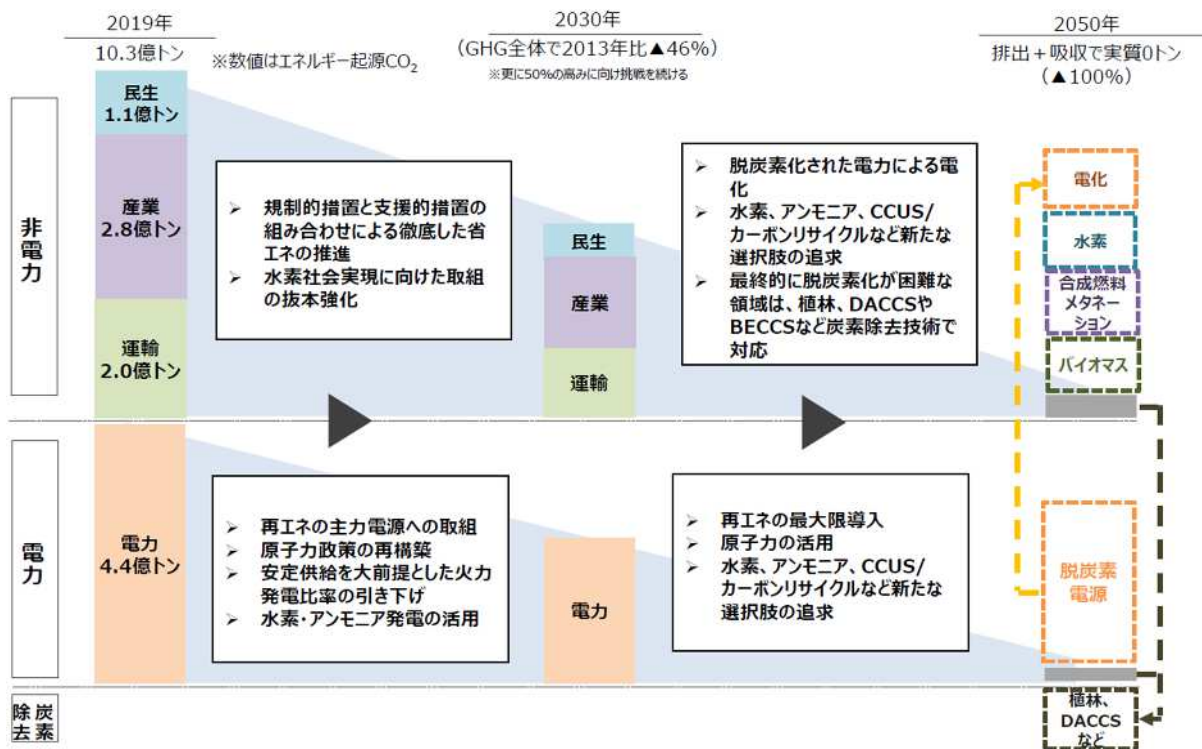 2019年
10.3億トン
※数値はエネルギー起源CO2
2030年
(GHG全体で2013年比▲46%)
※更に50%の高みに向け挑戦を続ける
2050年
排出+吸収で実質0トン
(▲100%)
非電力
民生
1.1億トン
産業
2.8億トン
運輸
2.0億トン
➢ 規制的措置と支援的措置の
組み合わせによる徹底した省
エネの推進
➢ 水素社会実現に向けた取組
の抜本強化
民生
産業
運輸
➢ 脱炭素化された電力による電
化
➢ 水素、アンモニア、CCUS/
カーボンリサイクルなど新たな
選択肢の追求
➢ 最終的に脱炭素化が困難な
領域は、植林、DACCSや
BECCSなど炭素除去技術で
対応
電化
水素
合成燃料
メタネー
ション
バイオマス
電力
電力
4.4億トン
➢ 再エネの主力電源への取組
➢ 原子力政策の再構築
➢ 安定供給を大前提とした火力
発電比率の引き下げ
➢ 水素・アンモニア発電の活用
電力
➢ 再エネの最大限導入
➢ 原子力の活用
➢ 水素、アンモニア、CCUS/
カーボンリサイクルなど新たな
選択肢の追求
脱炭素
電源
炭素除去
植林、
DACCS
など